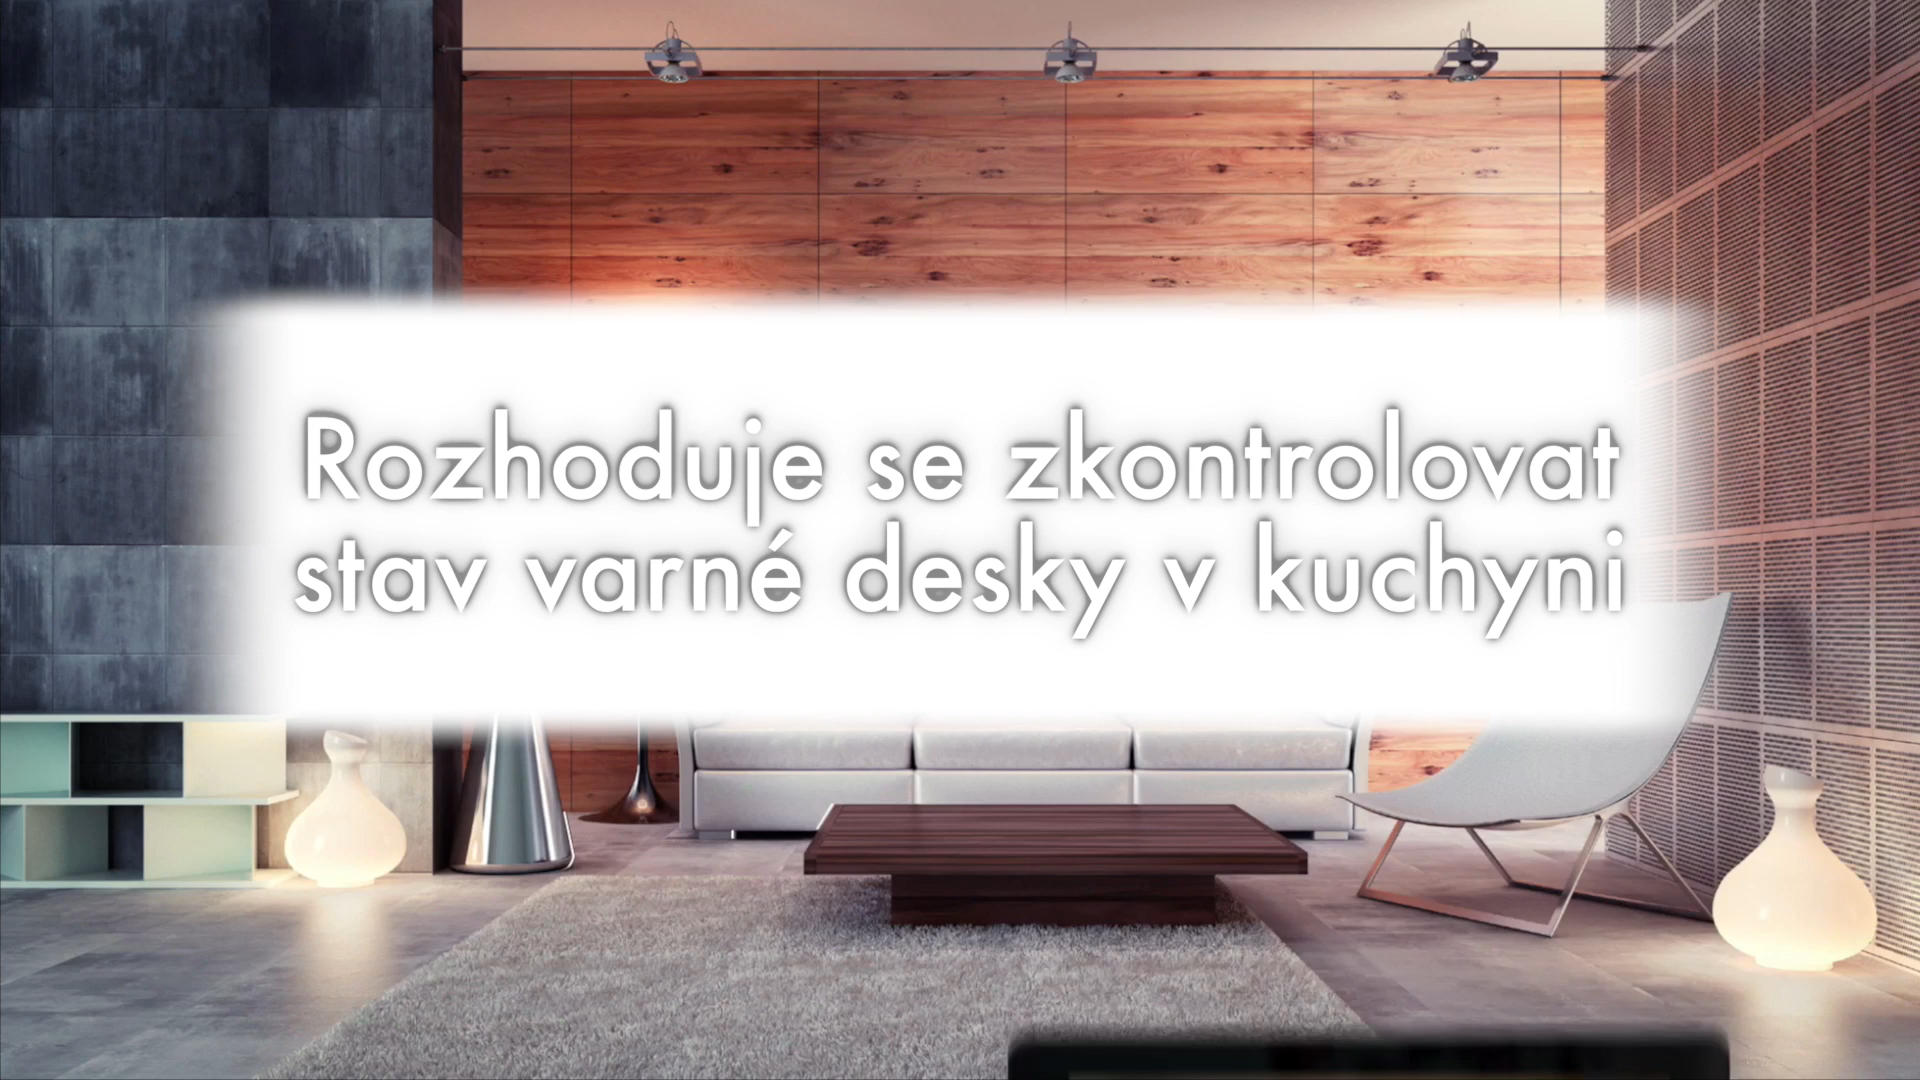 Rozhoduje se zkontrolovat
stav varné desky v kuchyni